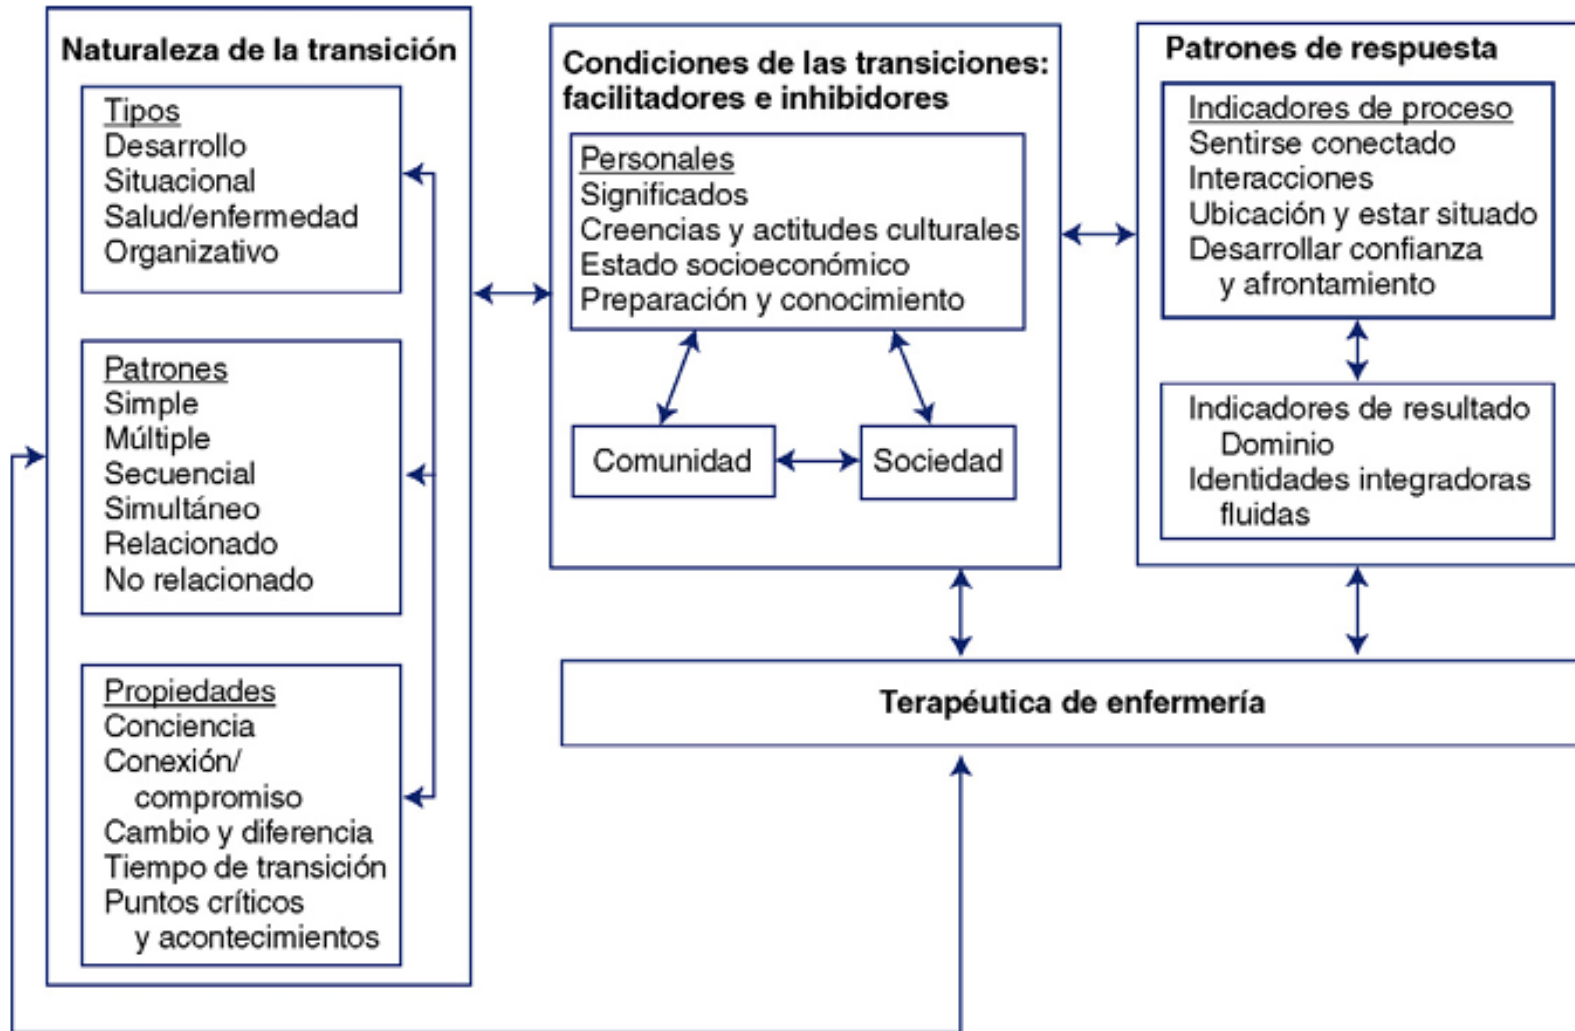 Naturaleza de la transición
Tipos
Desarrollo
Situacional
Salud/enfermedad
Organizativo
Patrones
Simple
Múltiple
Secuencial
Simultáneo
Relacionado
No relacionado
Propiedades
Conciencia
Conexión/
compromiso
Cambio y diferencia
Tiempo de transición
Puntos críticos
y acontecimientos
Condiciones de las transiciones:
facilitadores e inhibidores
Personales
Significados
Creencias y actitudes culturales
Estado socioeconómico
Preparación y conocimiento
Comunidad
Sociedad
Patrones de respuesta
Indicadores de proceso
Sentirse conectado
Interacciones
Ubicación y estar situado
Desarrollar confianza
y afrontamiento
Indicadores de resultado
Dominio
Identidades integradoras
fluidas
Terapéutica de enfermería